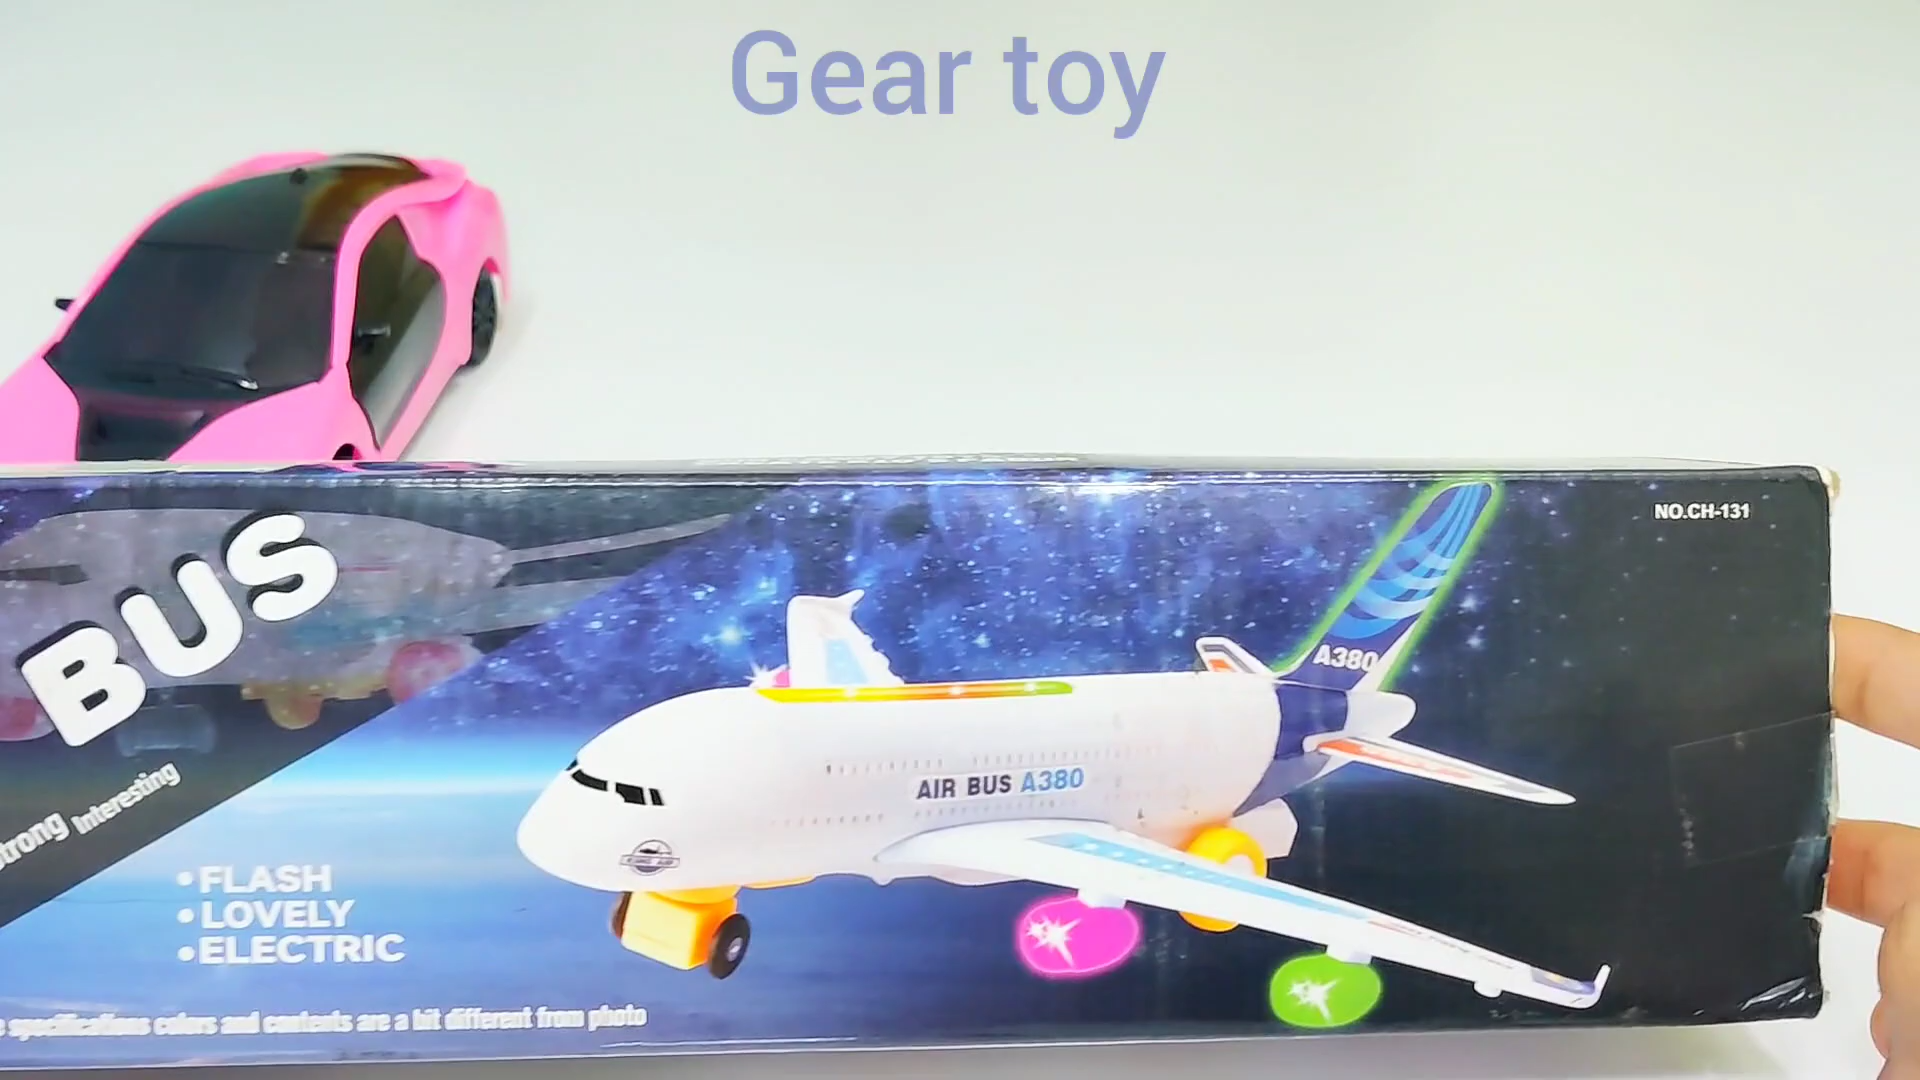 Gear toy
NO.CH-131
BUS
A380
AIR BUS A380
Strong Interesting
• FLASH
• LOVELY
• ELECTRIC
specifications colors and contents are a bit different from photo